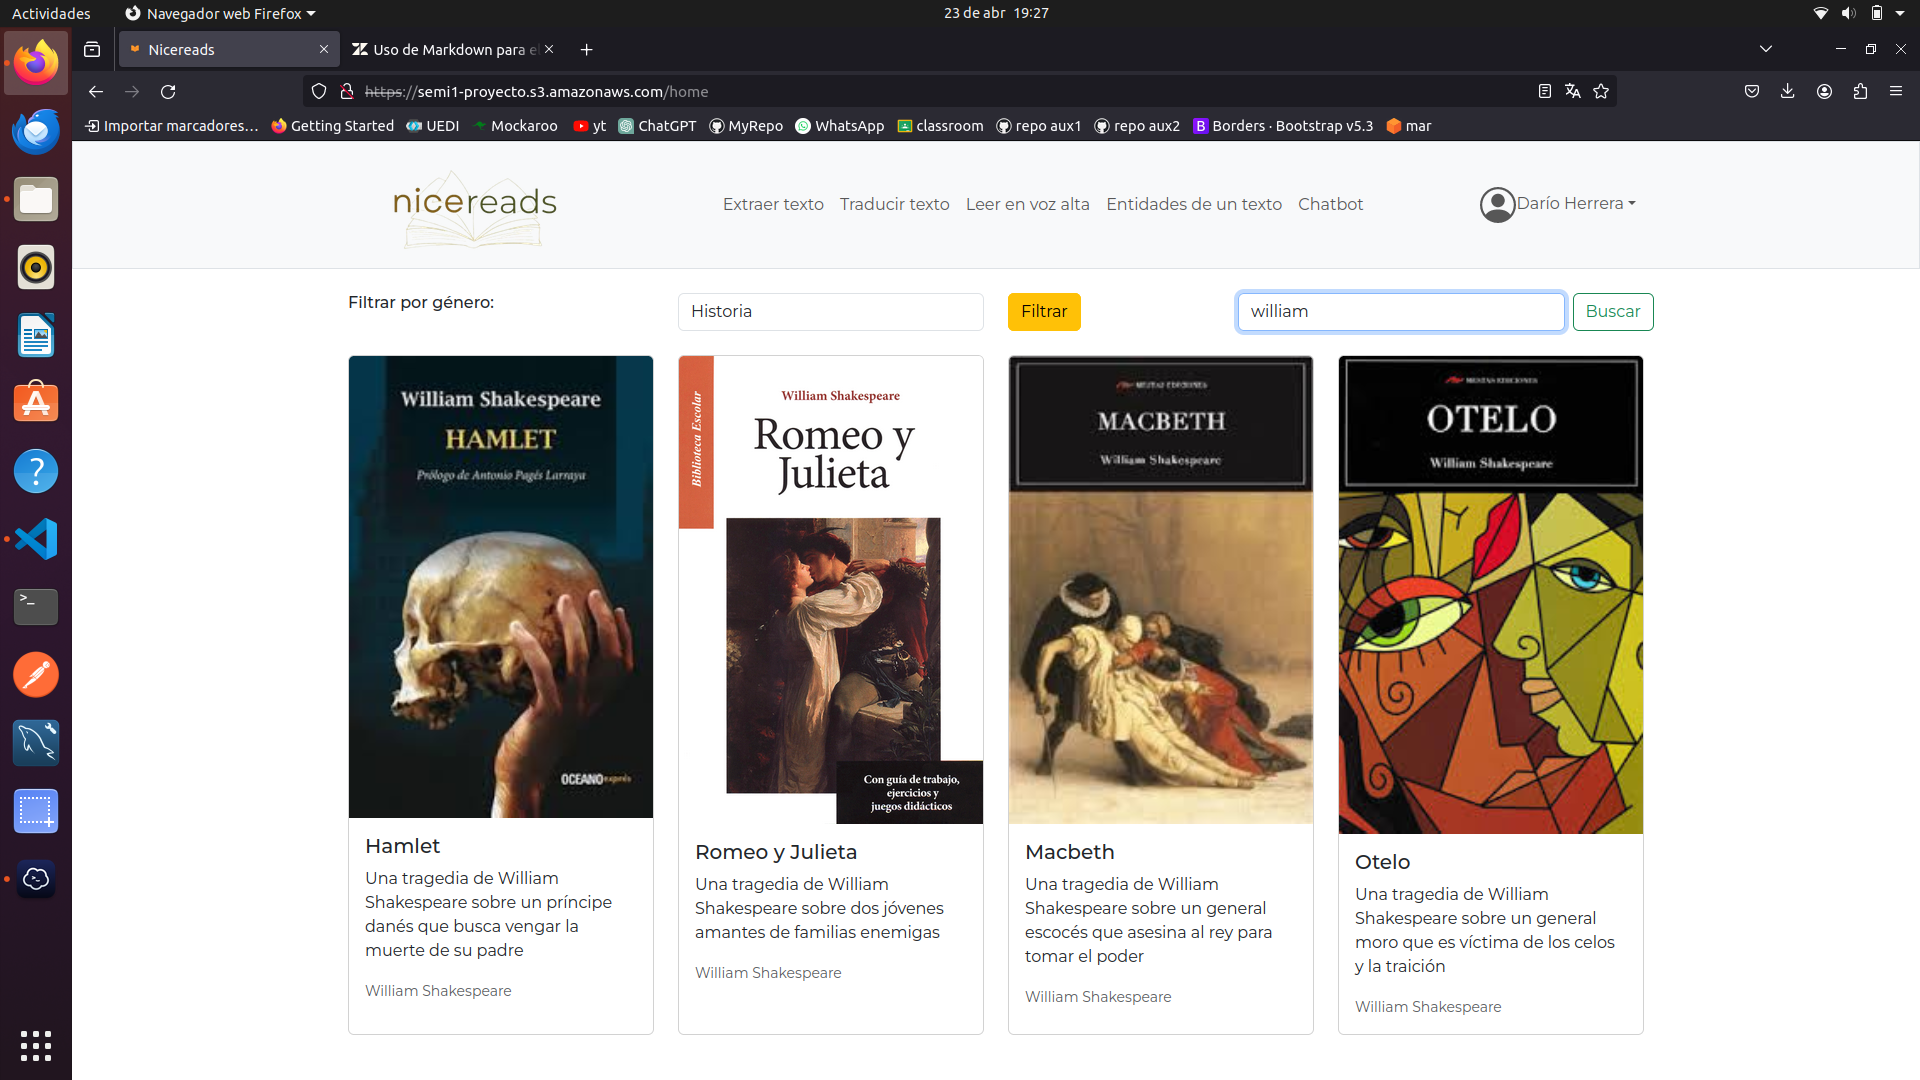 Actividades
Navegador web Firefox
23 de abr 19:27
Nicereads
Uso de Markdown para el
https://semi1-proyecto.s3.amazonaws.com/home
Importar marcadores...
Getting Started
UEDI
Mockaroo
yt
ChatGPT
MyRepo
WhatsApp
classroom
repo aux1
repo aux2
Borders · Bootstrap v5.3
mar
nicereads
Extraer texto
Traducir texto
Leer en voz alta
Entidades de un texto
Chatbot
Darío Herrera
Filtrar por género:
Historia
Filtrar
william
Buscar
William Shakespeare
HAMLET
Prólogo de Antonio Pagés Larraya
OCEANO exprés
Hamlet
Una tragedia de William
Shakespeare sobre un príncipe
danés que busca vengar la
muerte de su padre
William Shakespeare
Biblioteca Escolar
William Shakespeare
Romeo y
Julieta
Con guía de trabajo,
ejercicios y
juegos didácticos
Romeo y Julieta
Una tragedia de William
Shakespeare sobre dos jóvenes
amantes de familias enemigas
William Shakespeare
MESTAS EDICIONES
MACBETH
William Shakespeare
Macbeth
Una tragedia de William
Shakespeare sobre un general
escocés que asesina al rey para
tomar el poder
William Shakespeare
MESTAS EDICIONES
OTELO
William Shakespeare
Otelo
Una tragedia de William
Shakespeare sobre un general
moro que es víctima de los celos
y la traición
William Shakespeare